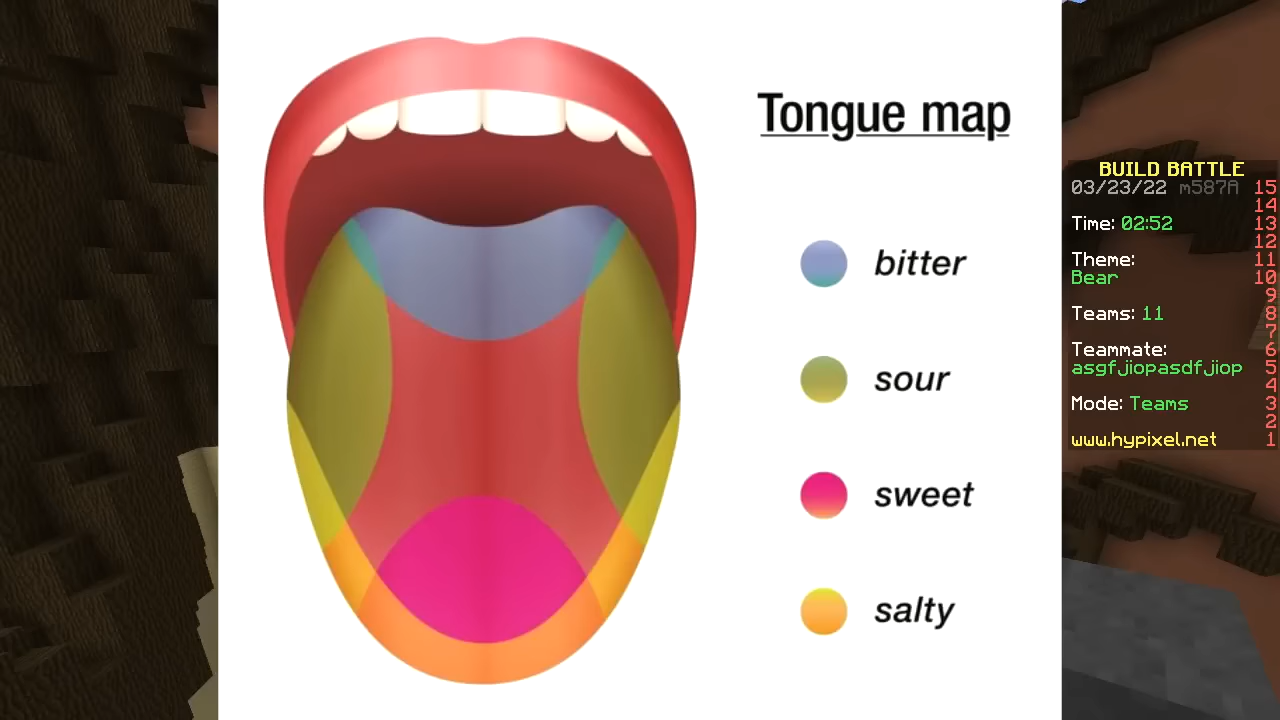 Tongue map
bitter
sour
sweet
salty
BUILD BATTLE
03/23/22 m587A 15
14
Time: 02:52 13
12
Theme: 11
Bear 10
9
Teams: 11 8
7
Teammate: 6
asgfjiopasdfjiop 5
4
Mode: Teams 3
2
www.hypixel.net 1